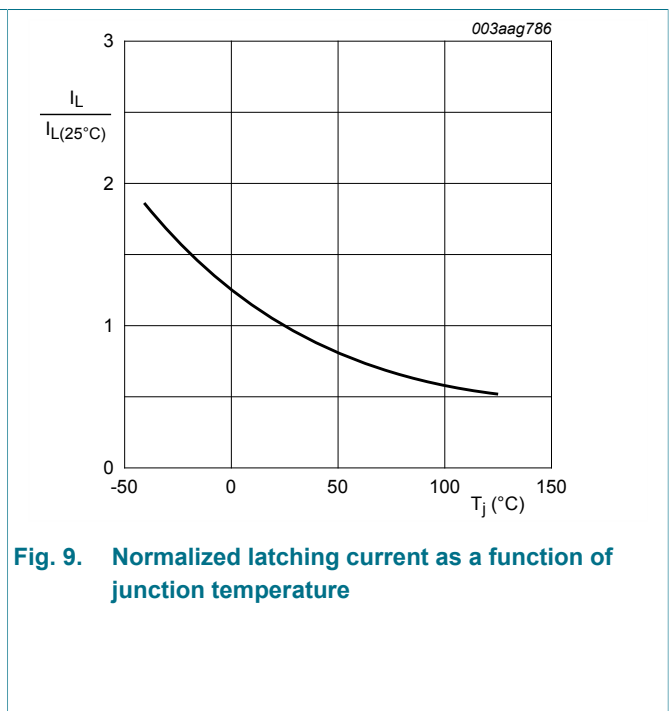 003aag786
3
I_L
I_L(25°C)
2
1
0
-50
0
50
100
150
T_j (°C)
Fig. 9. Normalized latching current as a function of
junction temperature